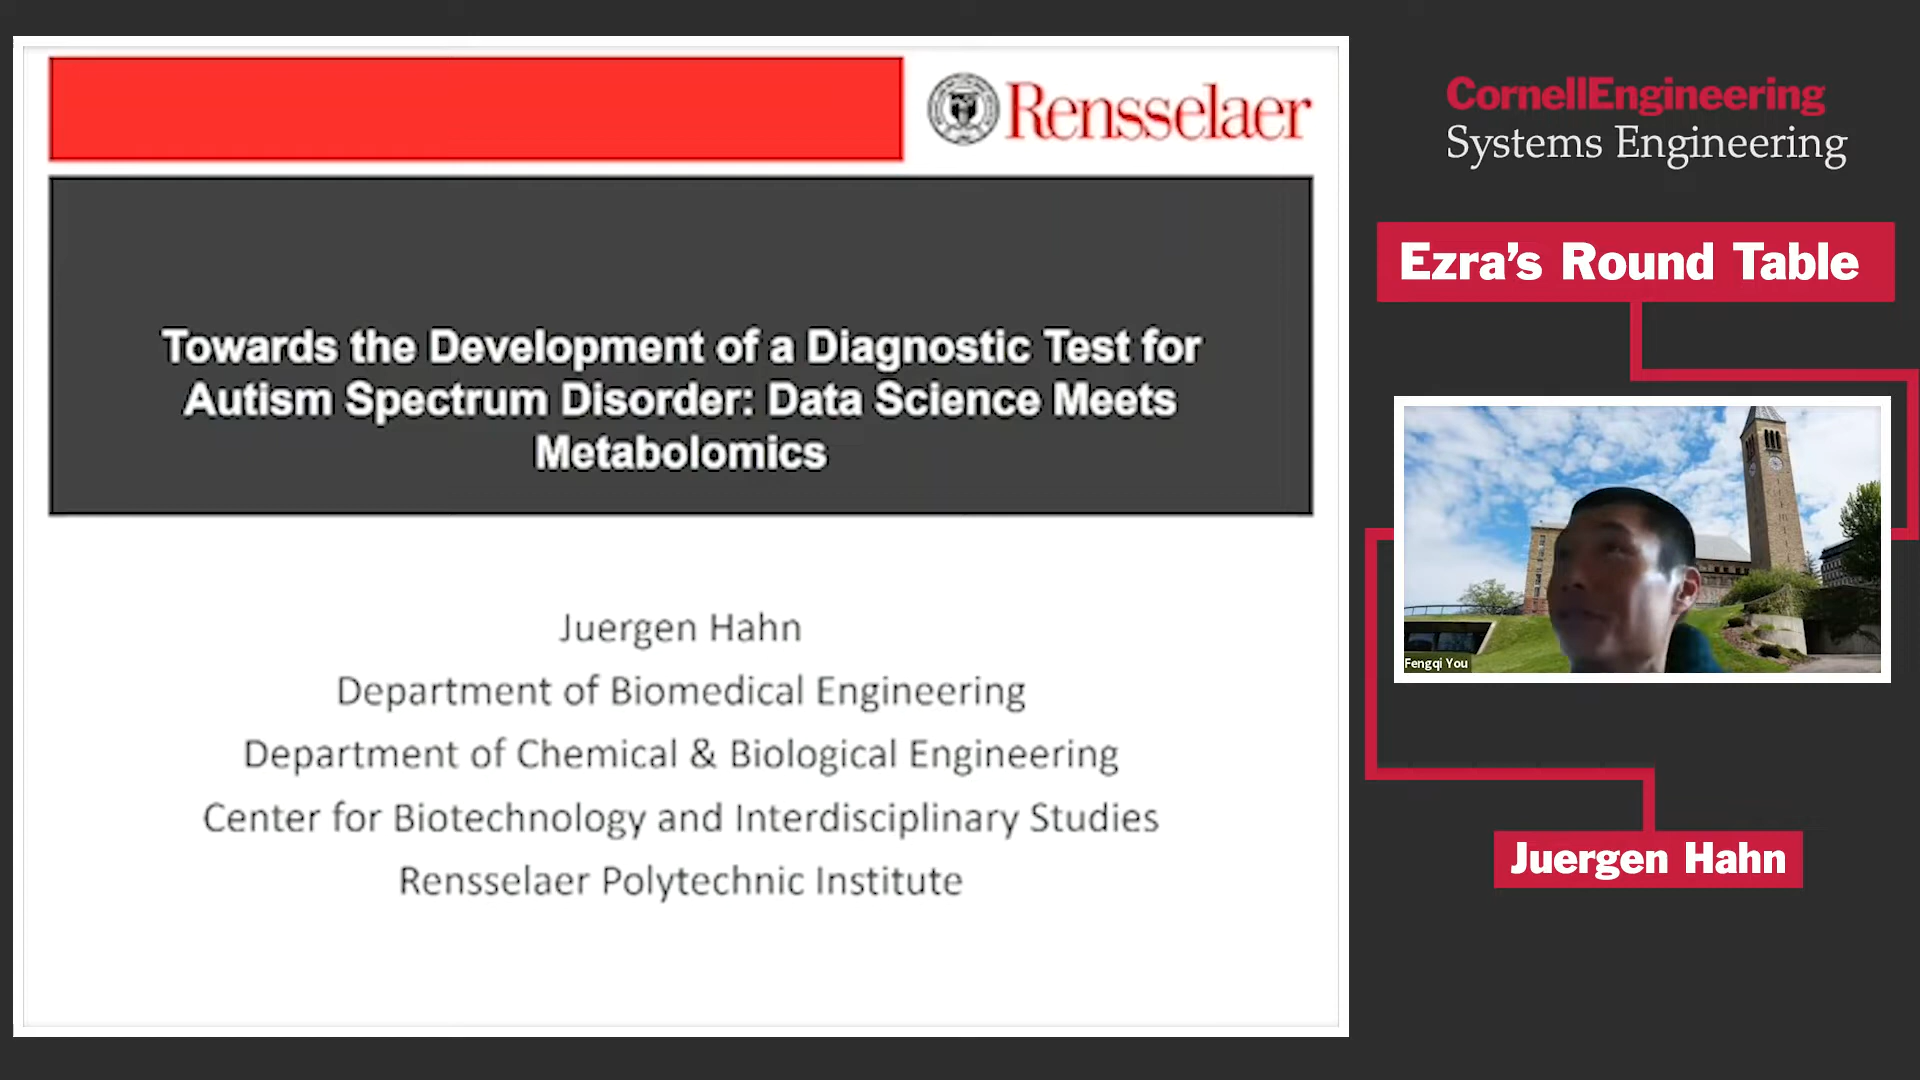 Rensselaer
Towards the Development of a Diagnostic Test for
Autism Spectrum Disorder: Data Science Meets
Metabolomics
Juergen Hahn
Department of Biomedical Engineering
Department of Chemical & Biological Engineering
Center for Biotechnology and Interdisciplinary Studies
Rensselaer Polytechnic Institute
CornellEngineering
Systems Engineering
Ezra's Round Table
Fengqi You
Juergen Hahn